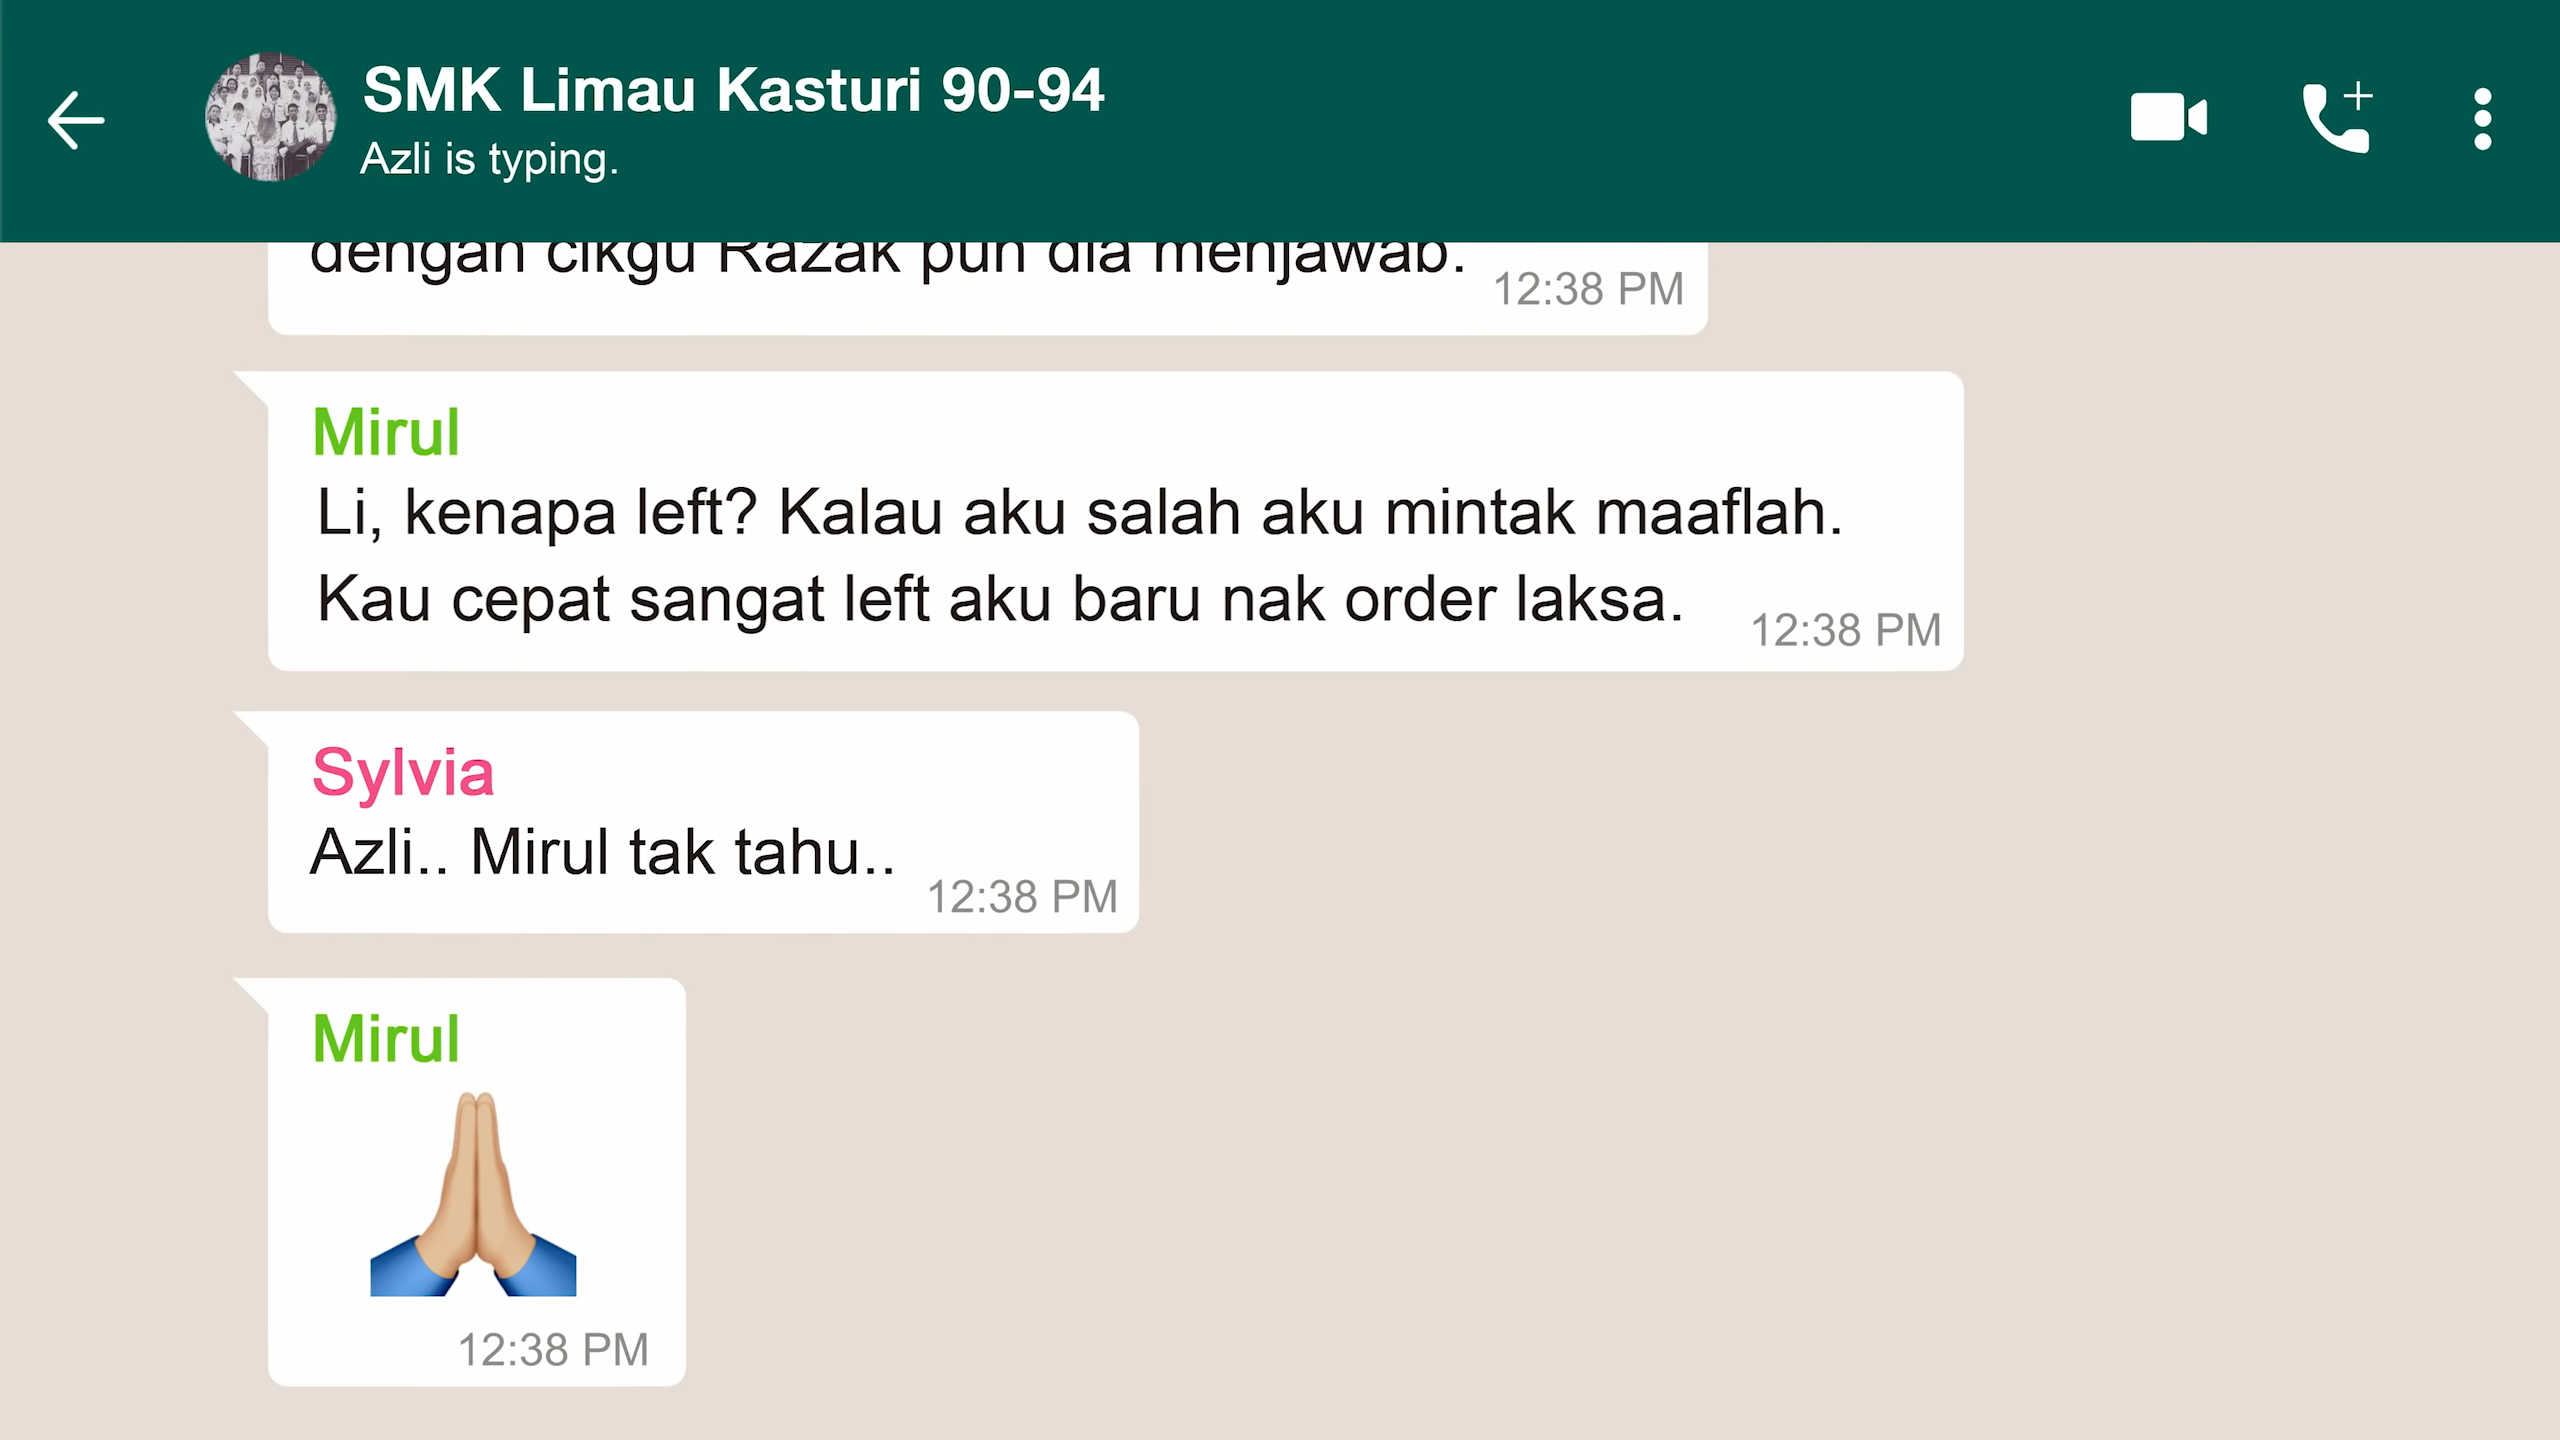 SMK Limau Kasturi 90-94
Azli is typing.
dengan cikgu Razak pun dia menjawab.
12:38 PM
Mirul
Li, kenapa left? Kalau aku salah aku mintak maaflah.
Kau cepat sangat left aku baru nak order laksa.
12:38 PM
Sylvia
Azli.. Mirul tak tahu..
12:38 PM
Mirul
12:38 PM